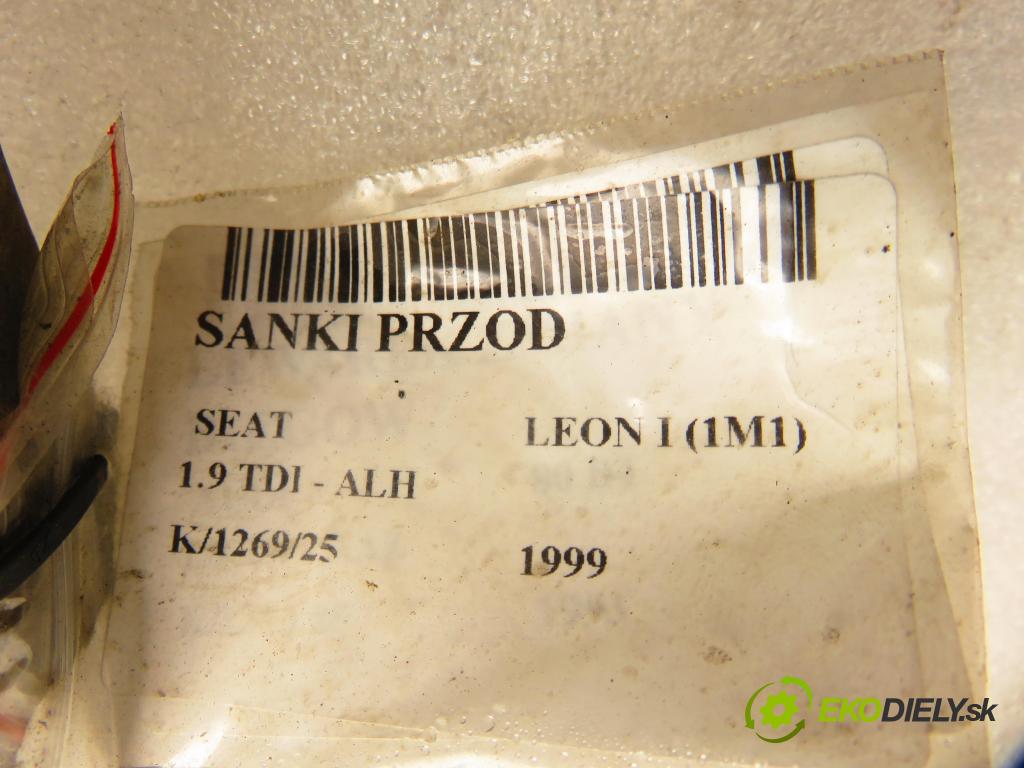 SANKI PRZOD
SEAT LEON I (1M1)
1.9 TDI - ALH
K/1269/25 1999
EKODIELY.sk